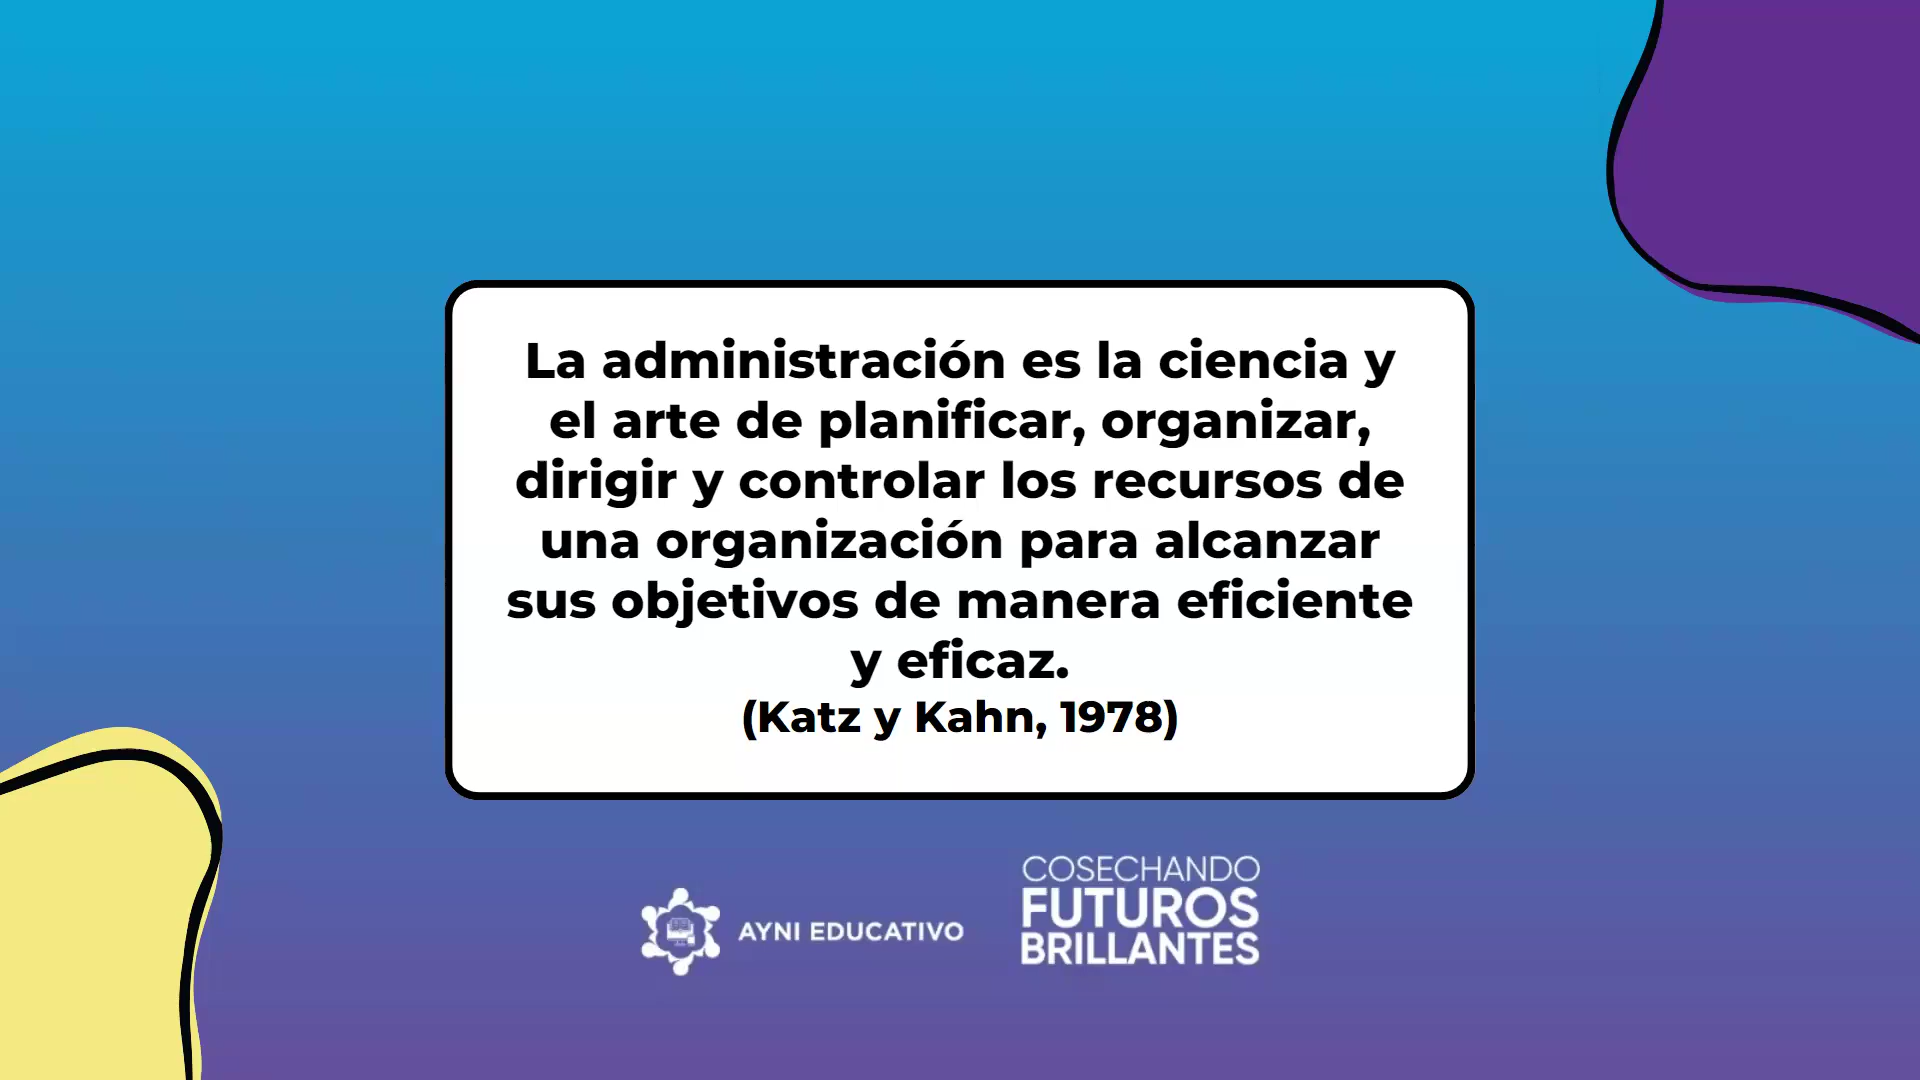 La administración es la ciencia y
el arte de planificar, organizar,
dirigir y controlar los recursos de
una organización para alcanzar
sus objetivos de manera eficiente
y eficaz.
(Katz y Kahn, 1978)
AYNI EDUCATIVO
COSECHANDO
FUTUROS
BRILLANTES